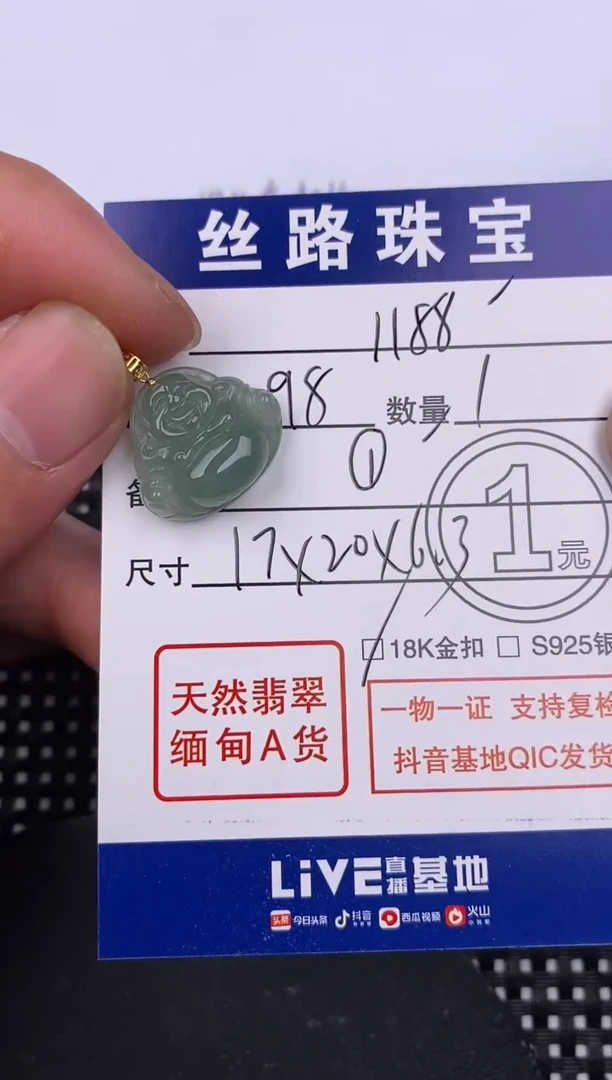 丝路珠宝
1188
98 数量 1
①
尺寸 17×20×6.3
1元
18K金扣 S925银
天然翡翠
缅甸A货
一物一证 支持复检
抖音基地QIC发货
LiVE直播基地
头条 今日头条 抖音 西瓜视频 火山